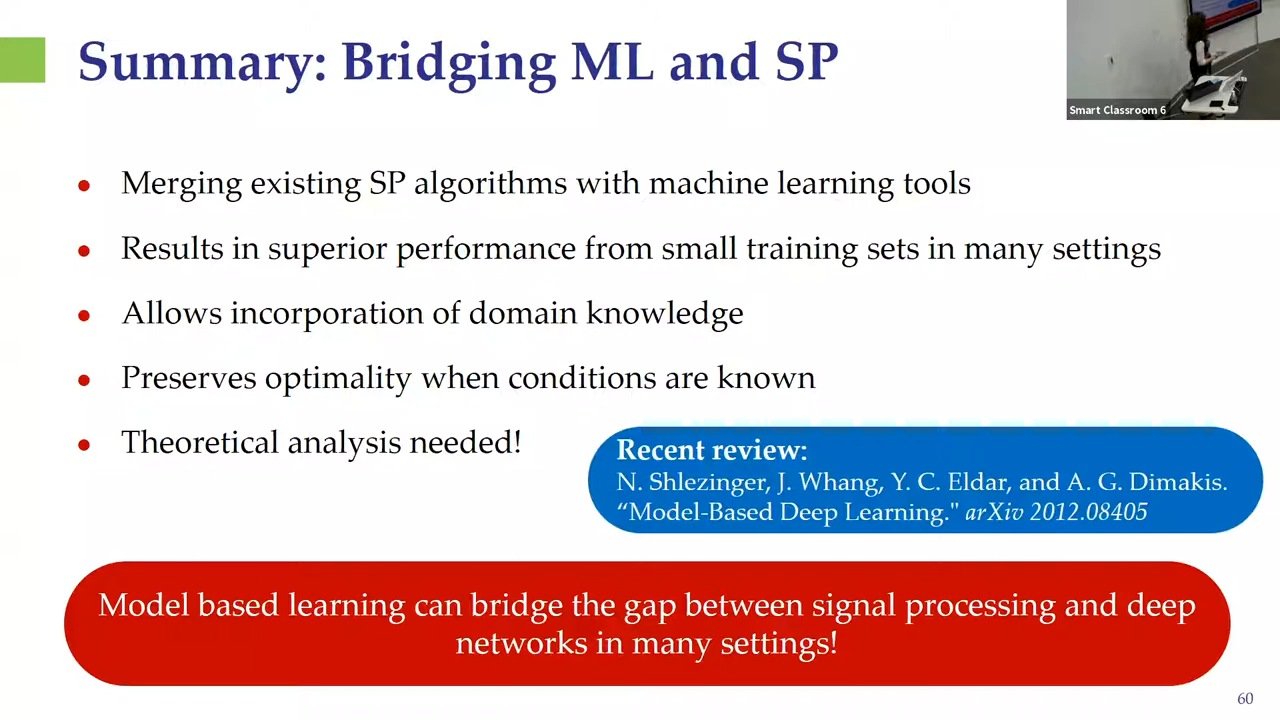 Summary: Bridging ML and SP
Smart Classroom 6
• Merging existing SP algorithms with machine learning tools
• Results in superior performance from small training sets in many settings
• Allows incorporation of domain knowledge
• Preserves optimality when conditions are known
• Theoretical analysis needed!
Recent review:
N. Shlezinger, J. Whang, Y. C. Eldar, and A. G. Dimakis.
“Model-Based Deep Learning." arXiv 2012.08405
Model based learning can bridge the gap between signal processing and deep
networks in many settings!
60